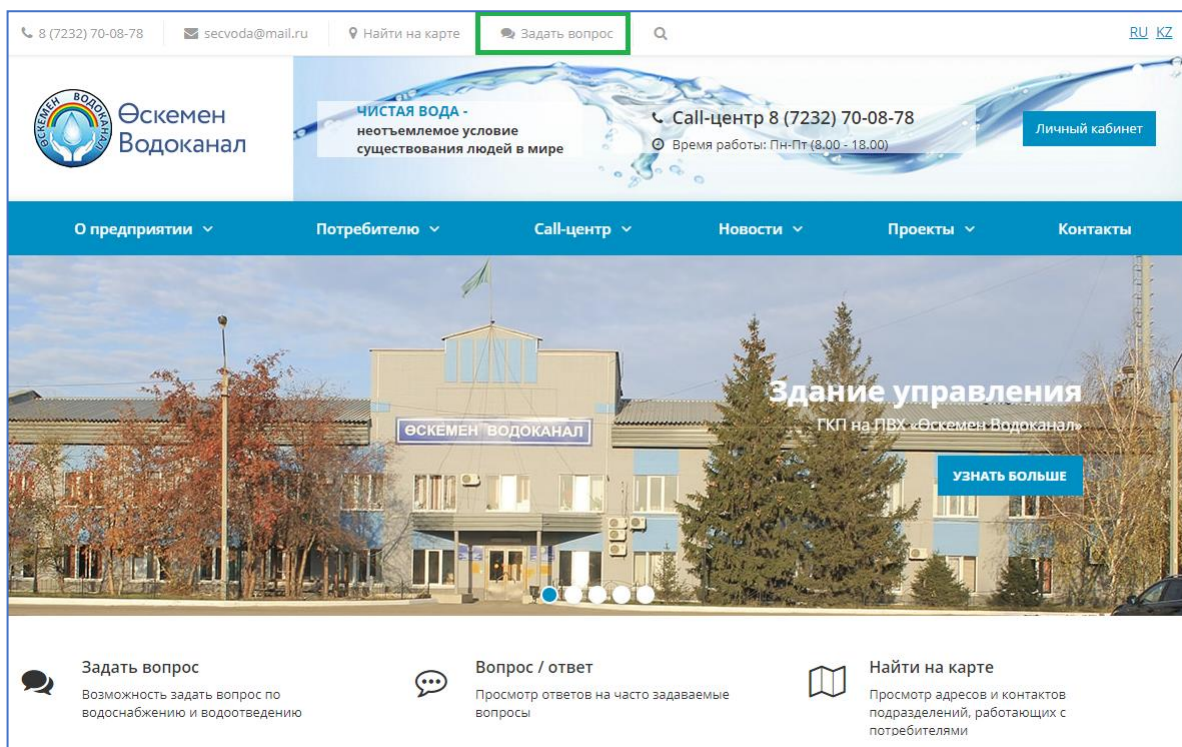 8 (7232) 70-08-78 secvoda@mail.ru Найти на карте Задать вопрос RU KZ
ӨСКЕМЕН ВОДОКАНАЛ
Өскемен
Водоканал
ЧИСТАЯ ВОДА -
неотъемлемое условие
существования людей в мире
Call-центр 8 (7232) 70-08-78
Время работы: Пн-Пт (8.00 - 18.00)
Личный кабинет
О предприятии Потребителю Call-центр Новости Проекты Контакты
ӨСКЕМЕН ВОДОКАНАЛ
Здание управления
ГКП на ПВХ «Өскемен Водоканал»
УЗНАТЬ БОЛЬШЕ
Задать вопрос
Возможность задать вопрос по
водоснабжению и водоотведению
Вопрос / ответ
Просмотр ответов на часто задаваемые
вопросы
Найти на карте
Просмотр адресов и контактов
подразделений, работающих с
потребителями